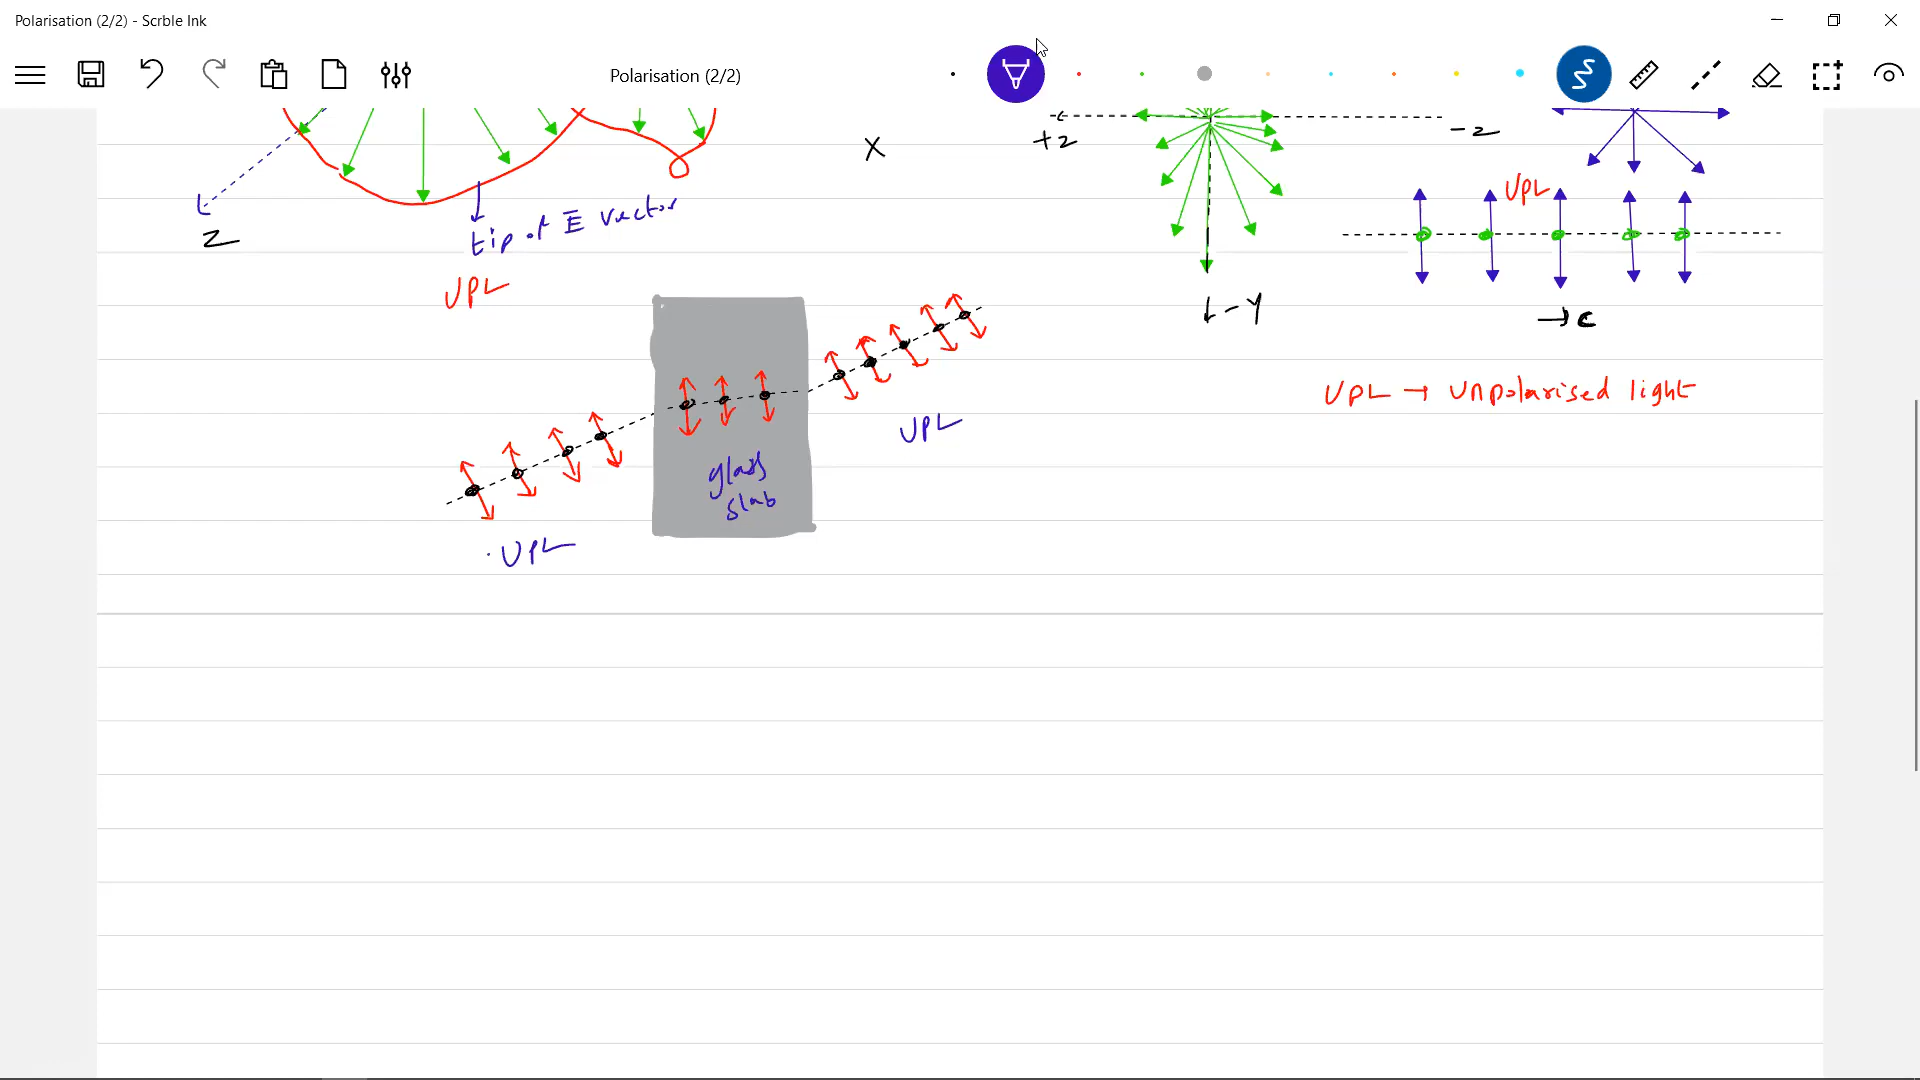 Polarisation (2/2) - Scrble Ink
Polarisation (2/2)
+z
-z
X
UPL
tip of E vector
Z
UPL
-Y
→ c
UPL → Unpolarised light
UPL
glass
slab
UPL